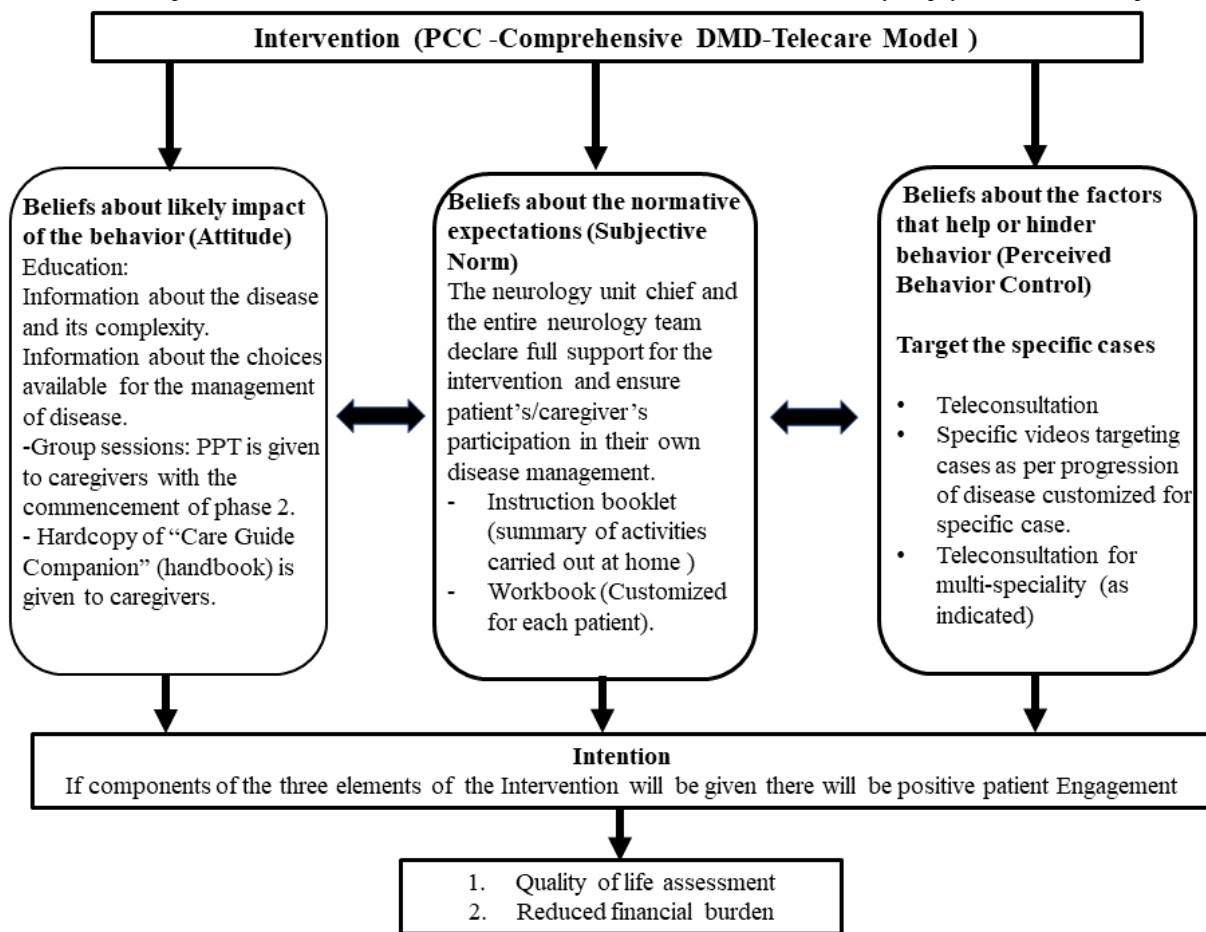 Intervention (PCC -Comprehensive DMD-Telecare Model )
Beliefs about likely impact
of the behavior (Attitude)
Education:
Information about the disease
and its complexity.
Information about the choices
available for the management
of disease.
-Group sessions: PPT is given
to caregivers with the
commencement of phase 2.
- Hardcopy of “Care Guide
Companion” (handbook) is
given to caregivers.
Beliefs about the normative
expectations (Subjective
Norm)
The neurology unit chief and
the entire neurology team
declare full support for the
intervention and ensure
patient’s/caregiver’s
participation in their own
disease management.
- Instruction booklet
(summary of activities
carried out at home )
- Workbook (Customized
for each patient).
Beliefs about the factors
that help or hinder
behavior (Perceived
Behavior Control)
Target the specific cases
• Teleconsultation
• Specific videos targeting
cases as per progression
of disease customized for
specific case.
• Teleconsultation for
multi-speciality (as
indicated)
Intention
If components of the three elements of the Intervention will be given there will be positive patient Engagement
1. Quality of life assessment
2. Reduced financial burden